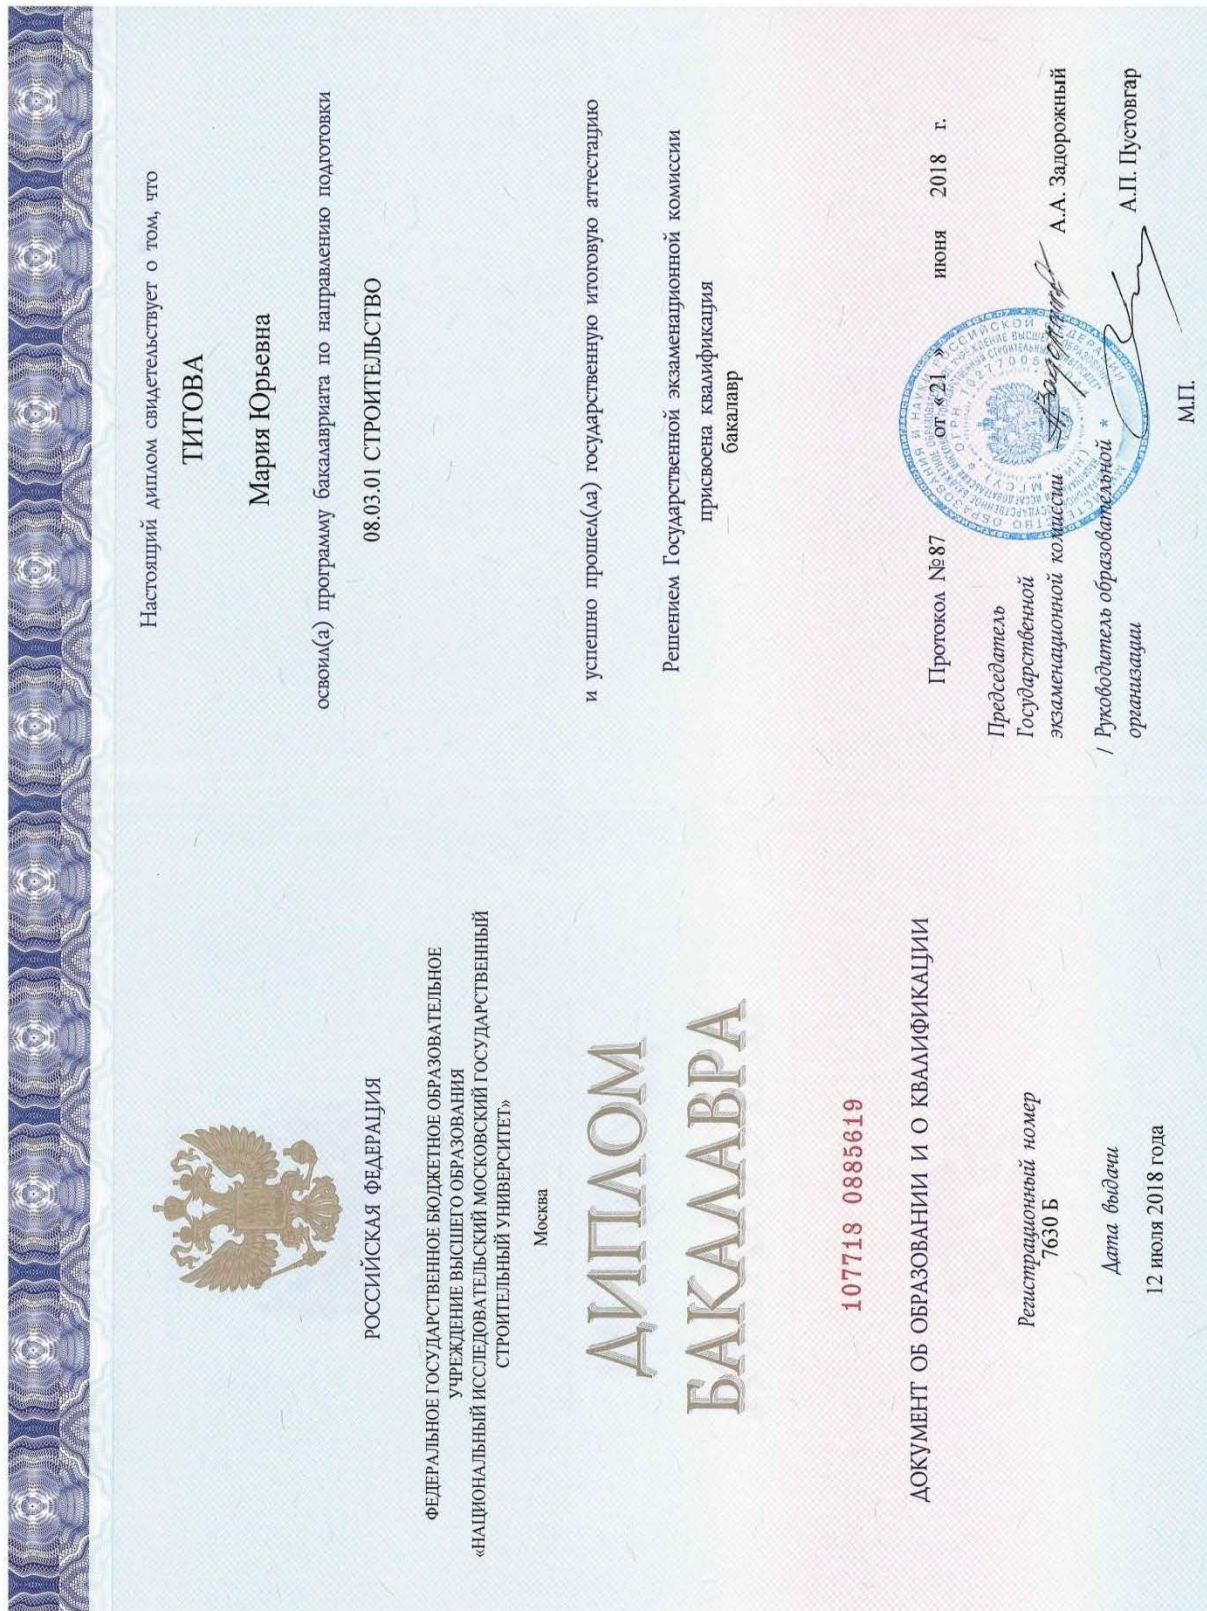 РОССИЙСКАЯ ФЕДЕРАЦИЯ
ФЕДЕРАЛЬНОЕ ГОСУДАРСТВЕННОЕ БЮДЖЕТНОЕ ОБРАЗОВАТЕЛЬНОЕ
УЧРЕЖДЕНИЕ ВЫСШЕГО ОБРАЗОВАНИЯ
«НАЦИОНАЛЬНЫЙ ИССЛЕДОВАТЕЛЬСКИЙ МОСКОВСКИЙ ГОСУДАРСТВЕННЫЙ
СТРОИТЕЛЬНЫЙ УНИВЕРСИТЕТ»
Москва
ДИПЛОМ
БАКАЛАВРА
107718 0885619
ДОКУМЕНТ ОБ ОБРАЗОВАНИИ И О КВАЛИФИКАЦИИ
Регистрационный номер
7630 Б
Дата выдачи
12 июля 2018 года
Настоящий диплом свидетельствует о том, что
ТИТОВА
Мария Юрьевна
освоил(а) программу бакалавриата по направлению подготовки
08.03.01 СТРОИТЕЛЬСТВО
и успешно прошел(ла) государственную итоговую аттестацию
Решением Государственной экзаменационной комиссии
присвоена квалификация
бакалавр
Протокол №87 от «21» июня 2018 г.
Председатель
Государственной
экзаменационной комиссии А.А. Задорожный
/ Руководитель образовательной
организации А.П. Пустовгар
М.П.